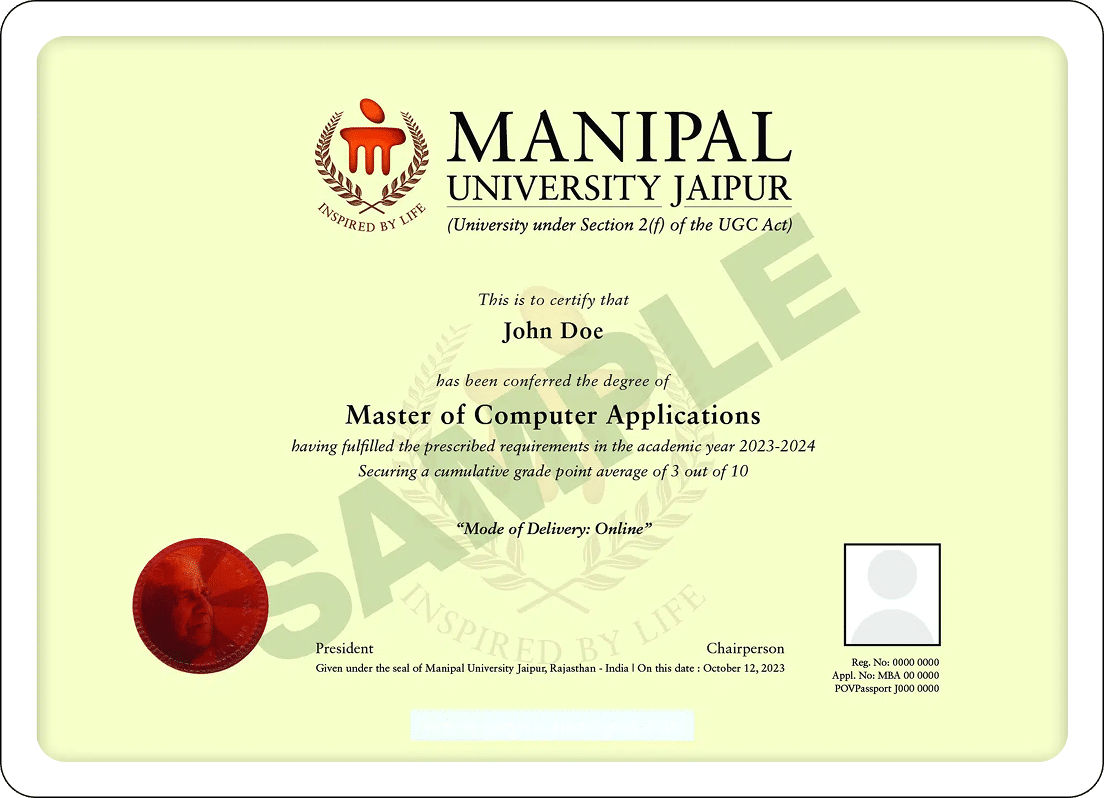 MANIPAL
UNIVERSITY JAIPUR
(University under Section 2(f) of the UGC Act)
INSPIRED BY LIFE
This is to certify that
John Doe
has been conferred the degree of
Master of Computer Applications
having fulfilled the prescribed requirements in the academic year 2023-2024
Securing a cumulative grade point average of 3 out of 10
"Mode of Delivery: Online"
SAMPLE
INSPIRED BY LIFE
President
Chairperson
Given under the seal of Manipal University Jaipur, Rajasthan - India | On this date : October 12, 2023
Reg. No: 0000 0000
Appl. No: MBA 00 0000
POVPassport J000 0000